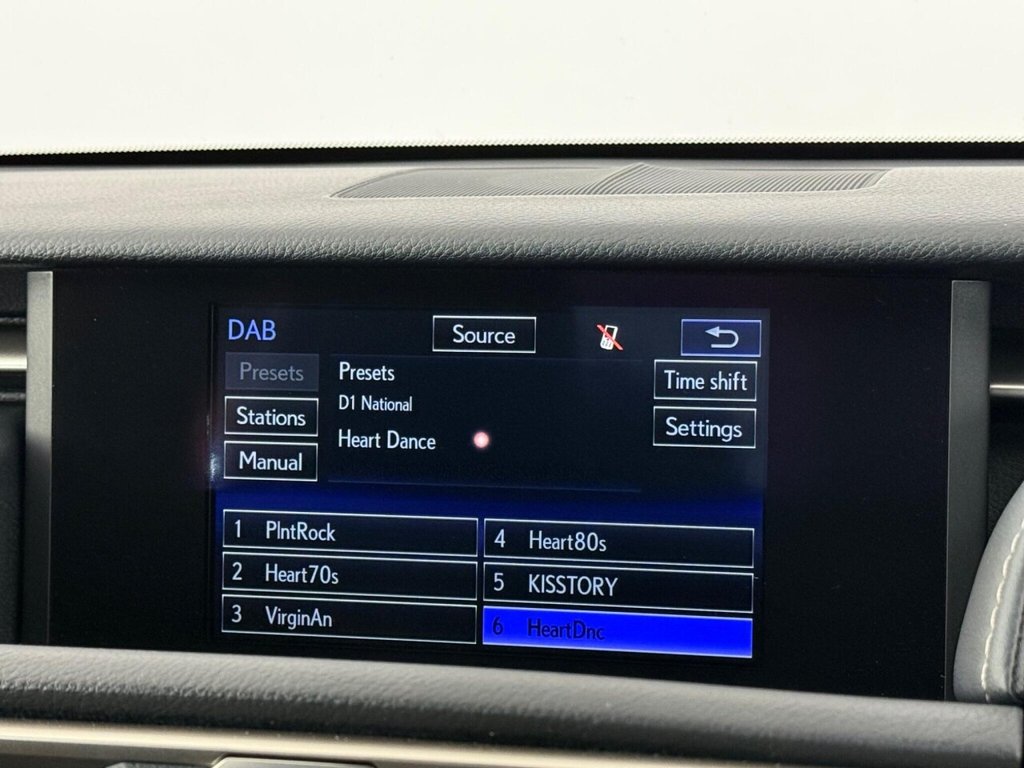 DAB
Source
Presets
Stations
Manual
Presets
D1 National
Heart Dance
Time shift
Settings
1 PlntRock
2 Heart70s
3 VirginAn
4 Heart80s
5 KISSTORY
6 HeartDnc